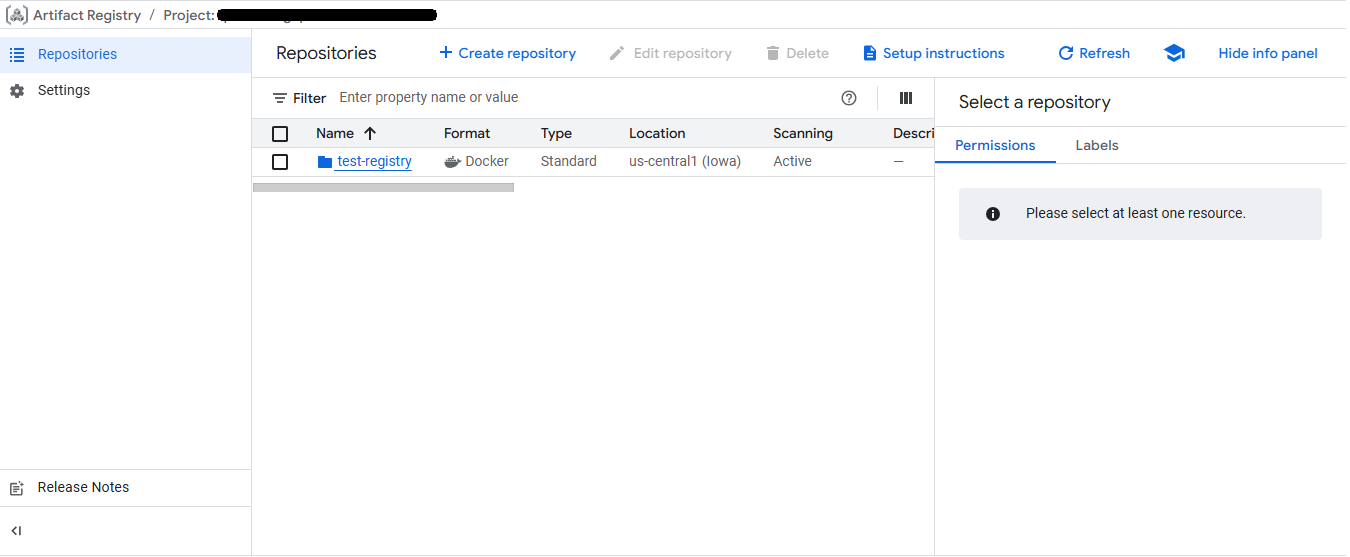 Artifact Registry / Project:
Repositories
Settings
Release Notes
Repositories
Create repository
Edit repository
Delete
Setup instructions
Refresh
Hide info panel
Filter Enter property name or value
Name Format Type Location Scanning Descri
test-registry Docker Standard us-central1 (Iowa) Active —
Select a repository
Permissions Labels
Please select at least one resource.